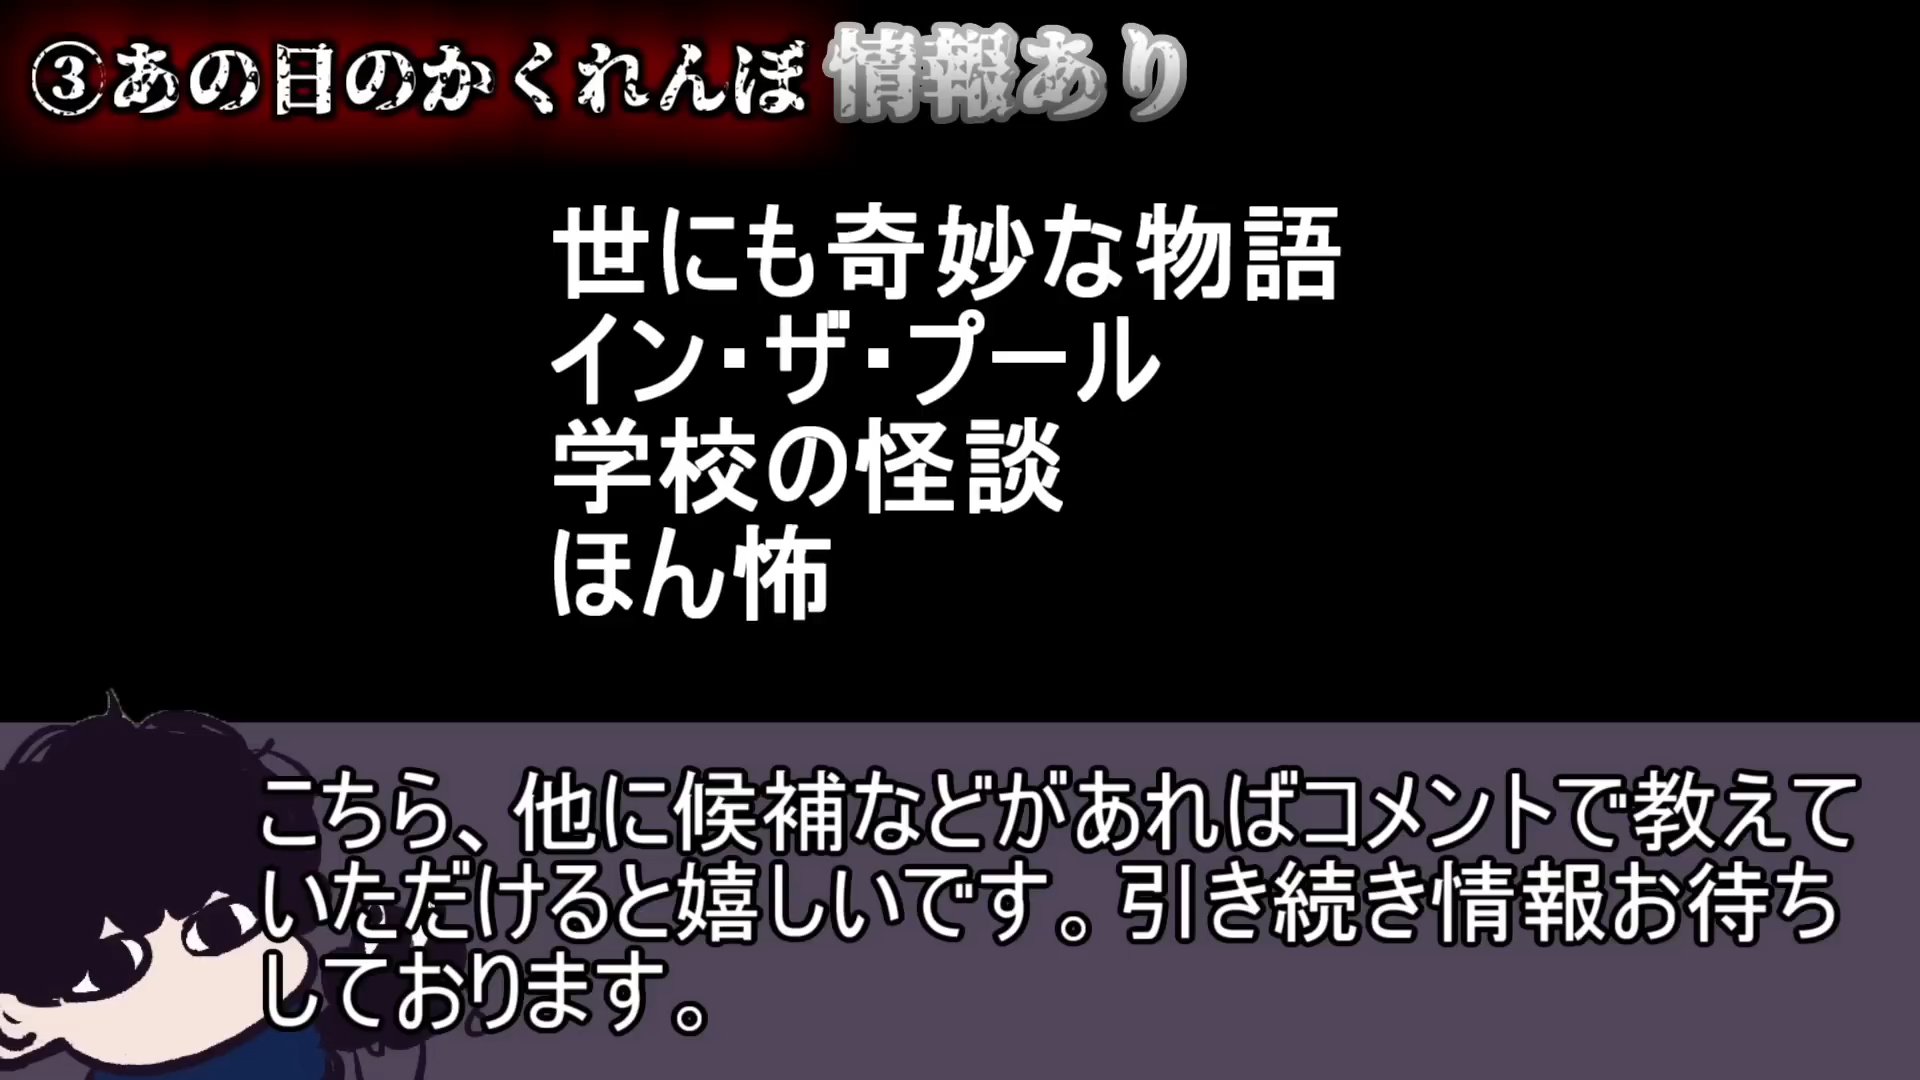 ③あの日のかくれんぼ 情報あり
世にも奇妙な物語
イン・ザ・プール
学校の怪談
ほん怖
こちら、他に候補などがあればコメントで教えて
いただけると嬉しいです。引き続き情報お待ち
しております。